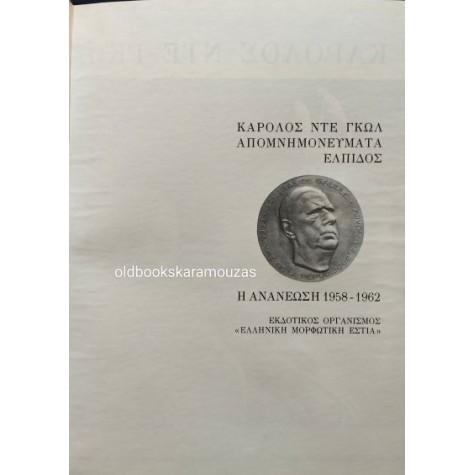 ΚΑΡΟΛΟΣ ΝΤΕ ΓΚΩΛ
ΑΠΟΜΝΗΜΟΝΕΥΜΑΤΑ
ΕΛΠΙΔΟΣ
oldbookskaramouzas
Η ΑΝΑΝΕΩΣΗ 1958-1962
ΕΚΔΟΤΙΚΟΣ ΟΡΓΑΝΙΣΜΟΣ
«ΕΛΛΗΝΙΚΗ ΜΟΡΦΩΤΙΚΗ ΕΣΤΙΑ»